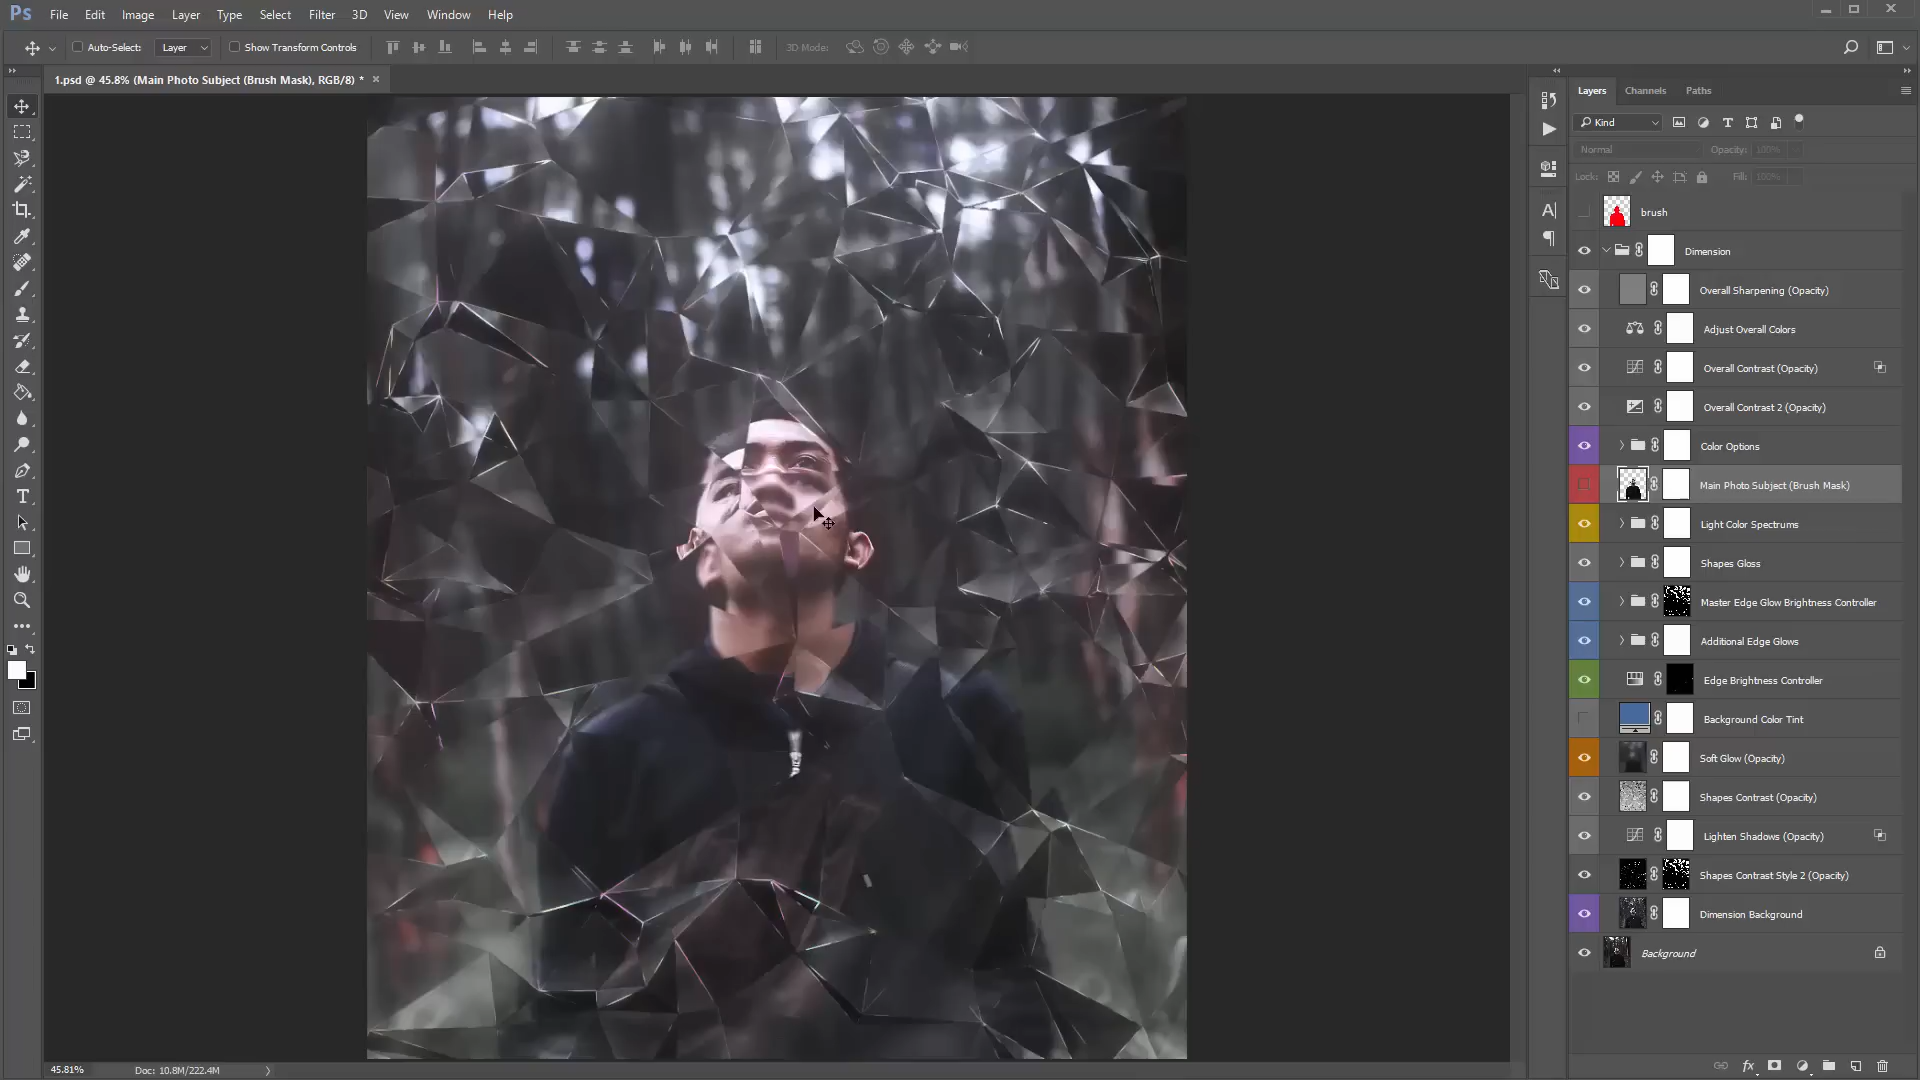 Ps File Edit Image Layer Type Select Filter 3D View Window Help
Auto-Select: Layer Show Transform Controls 3D Mode:
1.psd @ 45.8% (Main Photo Subject (Brush Mask), RGB/8) *
Layers Channels Paths
Kind
Normal Opacity: 100%
Lock: Fill: 100%
brush
Dimension
Overall Sharpening (Opacity)
Adjust Overall Colors
Overall Contrast (Opacity)
Overall Contrast 2 (Opacity)
Color Options
Main Photo Subject (Brush Mask)
Light Color Spectrums
Shapes Gloss
Master Edge Glow Brightness Controller
Additional Edge Glows
Edge Brightness Controller
Background Color Tint
Soft Glow (Opacity)
Shapes Contrast (Opacity)
Lighten Shadows (Opacity)
Shapes Contrast Style 2 (Opacity)
Dimension Background
Background
45.81% Doc: 10.8M/222.4M